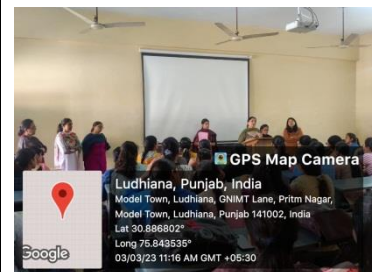 GPS Map Camera
Ludhiana, Punjab, India
Model Town, Ludhiana, GNIMT Lane, Pritm Nagar,
Model Town, Ludhiana, Punjab 141002, India
Lat 30.886802°
Long 75.843535°
03/03/23 11:16 AM GMT +05:30
Google